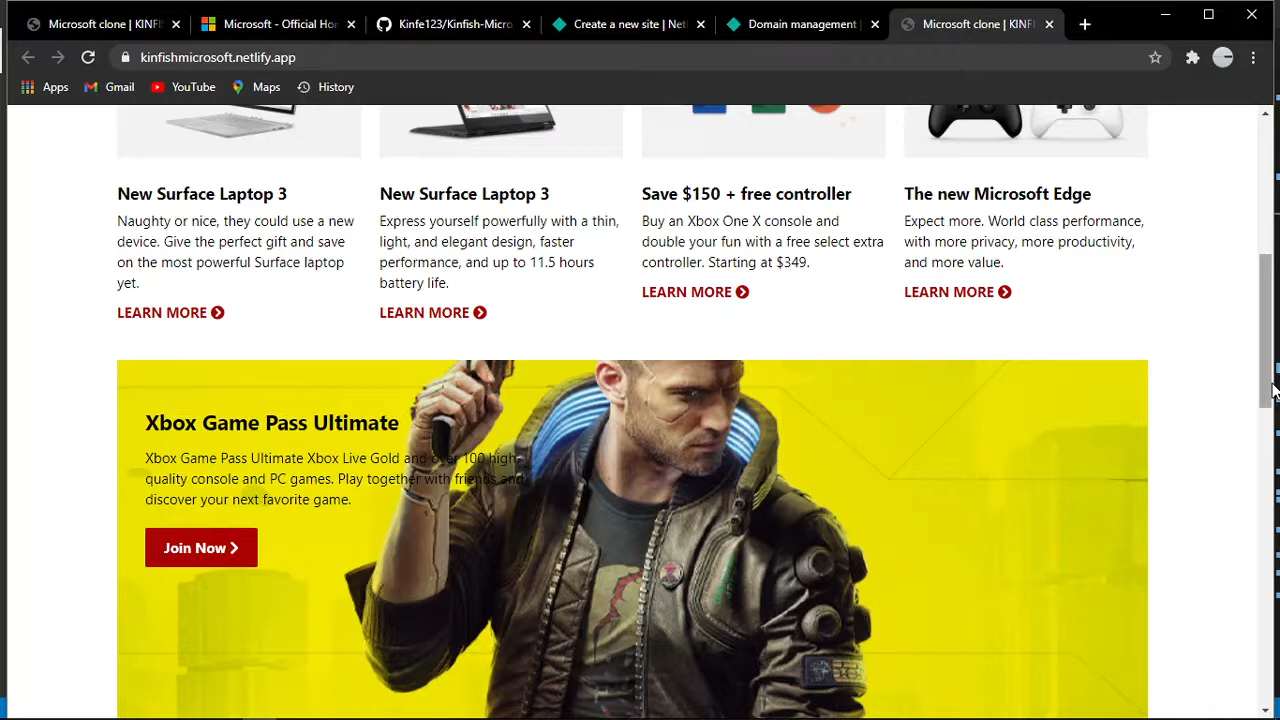 Microsoft clone | KINFI
Microsoft - Official Hom
Kinfe123/Kinfish-Micro
Create a new site | Netl
Domain management |
Microsoft clone | KINFI
kinfishmicrosoft.netlify.app
Apps
Gmail
YouTube
Maps
History
New Surface Laptop 3
Naughty or nice, they could use a new
device. Give the perfect gift and save
on the most powerful Surface laptop
yet.
LEARN MORE
New Surface Laptop 3
Express yourself powerfully with a thin,
light, and elegant design, faster
performance, and up to 11.5 hours
battery life.
LEARN MORE
Save $150 + free controller
Buy an Xbox One X console and
double your fun with a free select extra
controller. Starting at $349.
LEARN MORE
The new Microsoft Edge
Expect more. World class performance,
with more privacy, more productivity,
and more value.
LEARN MORE
Xbox Game Pass Ultimate
Xbox Game Pass Ultimate Xbox Live Gold and over 100 high-
quality console and PC games. Play together with friends and
discover your next favorite game.
Join Now